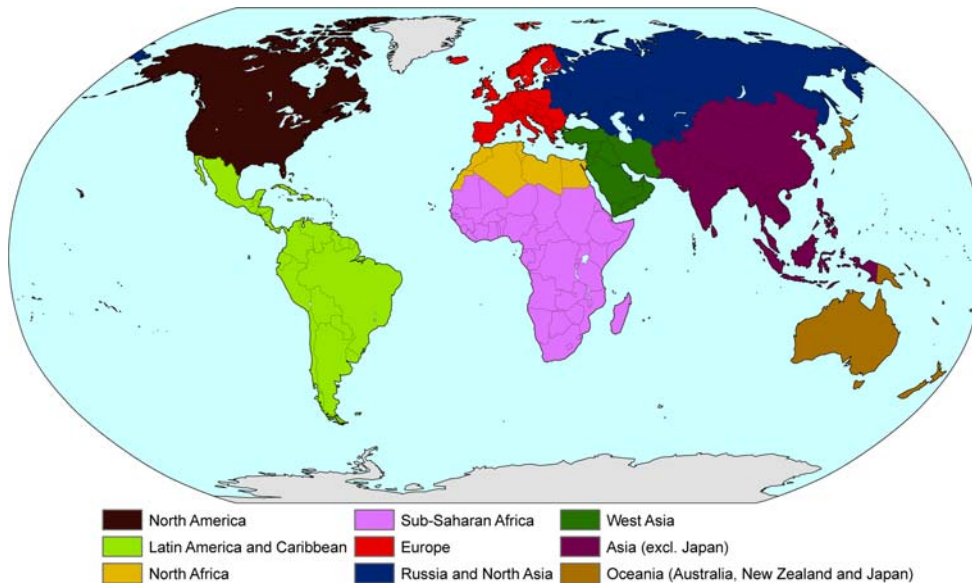 North America
Sub-Saharan Africa
West Asia
Latin America and Caribbean
Europe
Asia (excl. Japan)
North Africa
Russia and North Asia
Oceania (Australia, New Zealand and Japan)